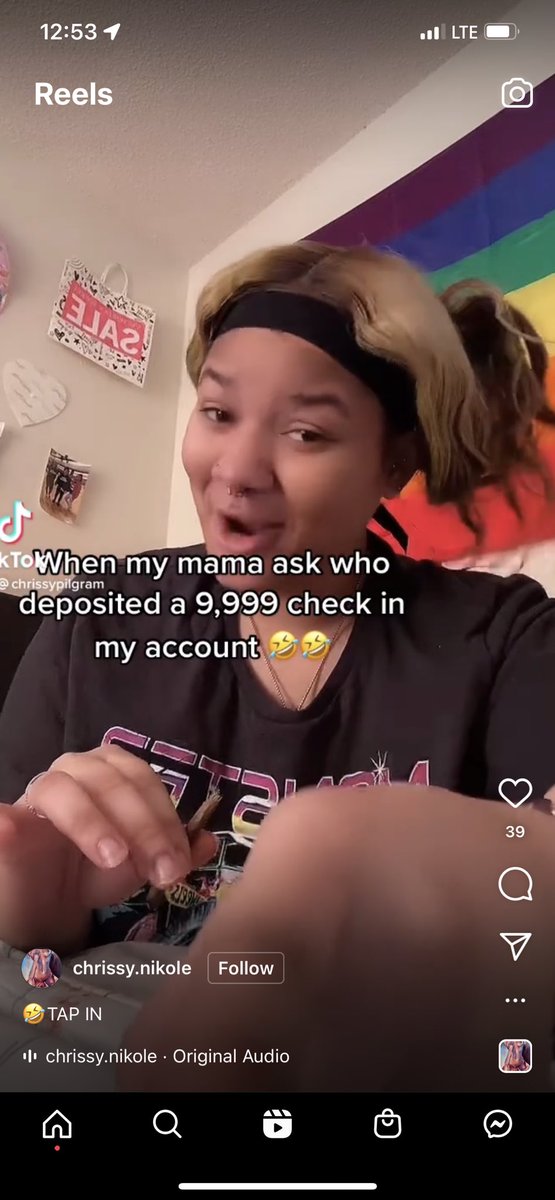 12:53
LTE
Reels
SALE
kTok
@chrissypilgram
When my mama ask who
deposited a 9,999 check in
my account 🤣🤣
MONSTER
chrissy.nikole
Follow
🤣TAP IN
chrissy.nikole · Original Audio
39